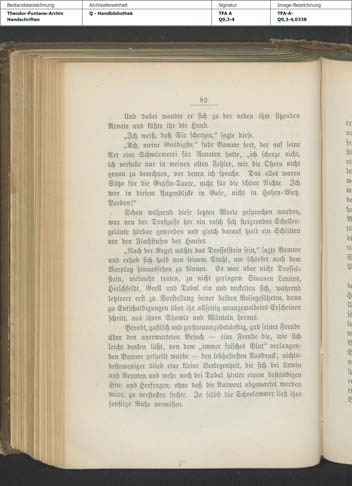 Bestandsbezeichnung
Archivalieneinheit
Signatur
Image-Bezeichnung
Theodor-Fontane-Archiv
Handschriften
Q - Handbibliothek
TFA A
Q9,3-4
TFA-A-
Q9,3-4,0338
82
Und dabei wandte er sich zu der neben ihm sitzenden
Renate und küßte ihr die Hand.
„Ich weiß, daß Sie scherzen,“ sagte diese.
„Ach, meine Gnädigste,“ fuhr Bamme fort, der auf seine
Art eine Schwärmerei für Renaten hatte, „ich scherze nicht,
ich verfalle nur in meinen alten Fehler, mir die Ohren nicht
genau zu berechnen, vor denen ich spreche. Das alles waren
Sätze für die Gräfin-Tante, nicht für die schöne Nichte. Ich
war in diesem Augenblicke in Guse, nicht in Hohen-Vietz.
Pardon!“
Schon während diese letzten Worte gesprochen wurden,
war von der Dorfgasse her ein rasch sich steigerndes Schellen-
geläute hörbar geworden und gleich darauf hielt ein Schlitten
vor den Flachstufen des Hauses.
„Nach der Regel müßte das Drosselstein sein,“ sagte Bamme
und erhob sich halb von seinem Stuhl, um schärfer nach dem
Vorplatz hinaussehen zu können. Es war aber nicht Drossel-
stein, vielmehr traten, zu nicht geringem Staunen Lewins,
Hirschfeldt, Grell und Tubal ein und wickelten sich, während
letzterer erst zu Vorstellung seiner beiden Reisegefährten, dann
zu Entschuldigungen über ihr allseitig unangemeldetes Erscheinen
schritt, aus ihren Shawls und Mänteln heraus.
Berndt, gastlich und zerstreuungsbedürftig, gab seiner Freude
über den unerwarteten Besuch — eine Freude die, wie sich
leicht denken läßt, von dem „immer frisches Blut“ verlangen-
den Bamme getheilt wurde — den lebhaftesten Ausdruck; nichts-
destoweniger blieb eine kleine Verlegenheit, die sich bei Lewin
und Renaten und mehr noch bei Tubal hinter einem beständigen
Hin- und Herfragen, ohne daß die Antwort abgewartet worden
wäre, zu verstecken suchte. Ja selbst die Schorlemmer ließ ihre
sonstige Ruhe vermissen.